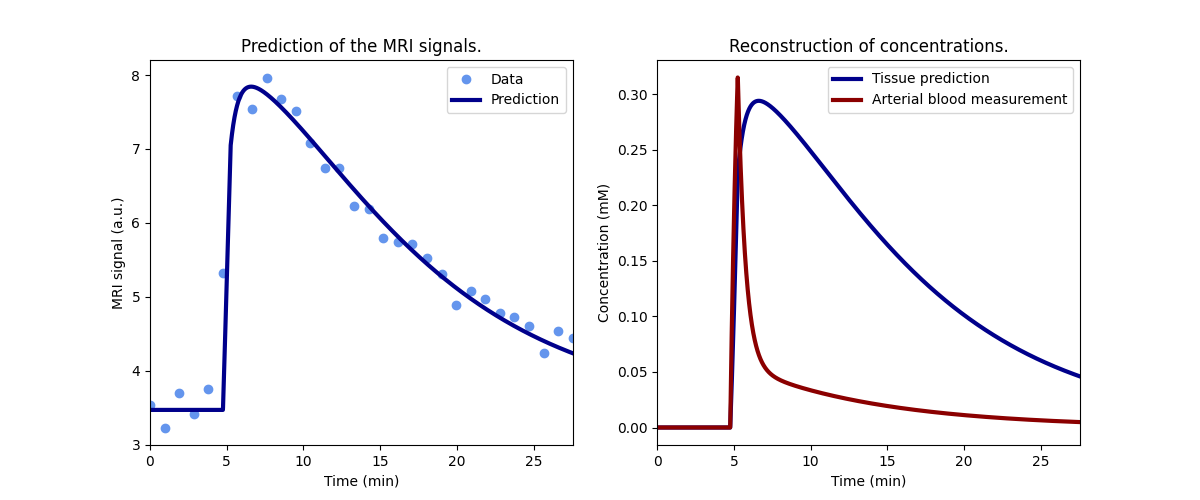 Prediction of the MRI signals.
MRI signal (a.u.)
8
7
6
5
4
3
0
5
10
15
20
25
Time (min)
Data
Prediction
Reconstruction of concentrations.
Concentration (mM)
0.30
0.25
0.20
0.15
0.10
0.05
0.00
0
5
10
15
20
25
Time (min)
Tissue prediction
Arterial blood measurement